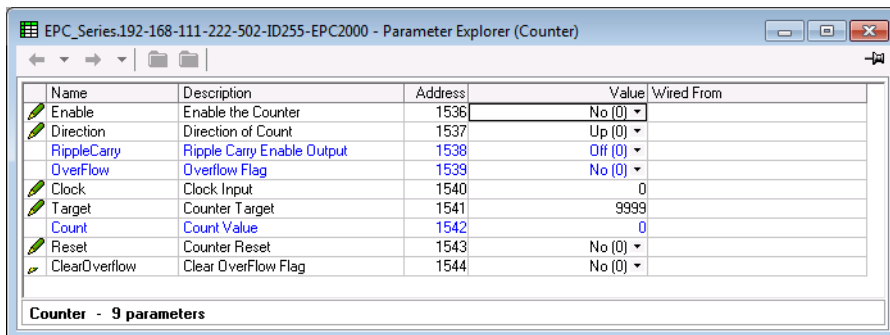 EPC_Series.192-168-111-222-502-ID255-EPC2000 - Parameter Explorer (Counter)
Name Description Address Value Wired From
Enable Enable the Counter 1536 No (0)
Direction Direction of Count 1537 Up (0)
RippleCarry Ripple Carry Enable Output 1538 Off (0)
OverFlow Overflow Flag 1539 No (0)
Clock Clock Input 1540 0
Target Counter Target 1541 9999
Count Count Value 1542 0
Reset Counter Reset 1543 No (0)
ClearOverflow Clear OverFlow Flag 1544 No (0)
Counter - 9 parameters